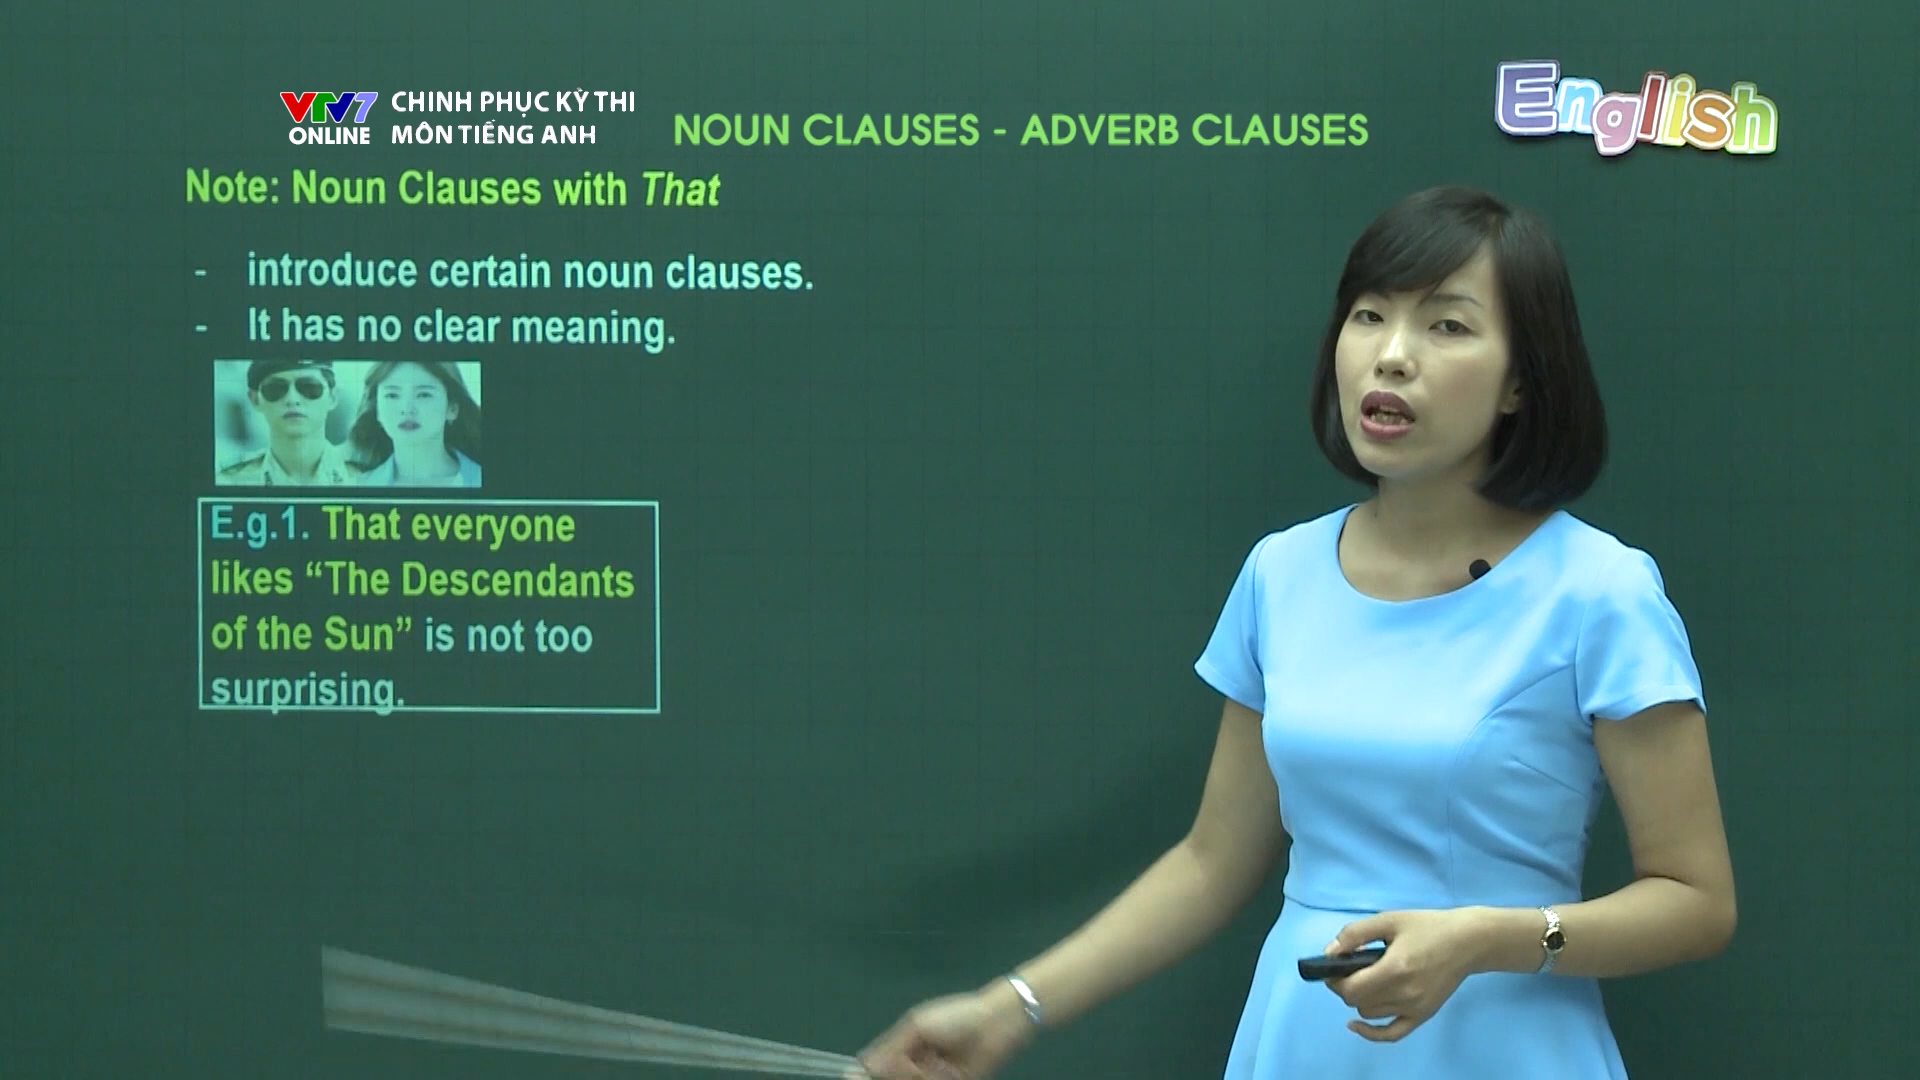 VTV7
ONLINE
CHINH PHỤC KỲ THI
MÔN TIẾNG ANH
NOUN CLAUSES - ADVERB CLAUSES
English
Note: Noun Clauses with That
- introduce certain noun clauses.
- It has no clear meaning.
E.g.1. That everyone
likes “The Descendants
of the Sun” is not too
surprising.